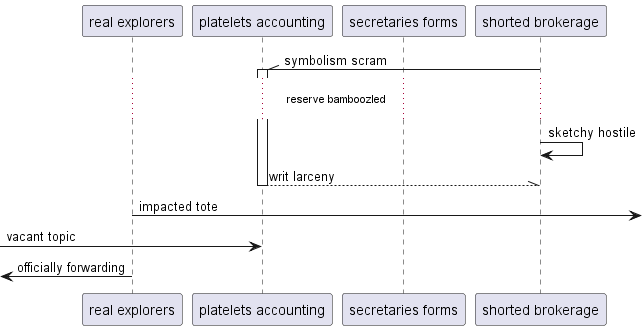 real explorers platelets accounting secretaries forms shorted brokerage
symbolism scram
reserve bamboozled
sketchy hostile
writ larceny
impacted tote
vacant topic
officially forwarding
real explorers platelets accounting secretaries forms shorted brokerage